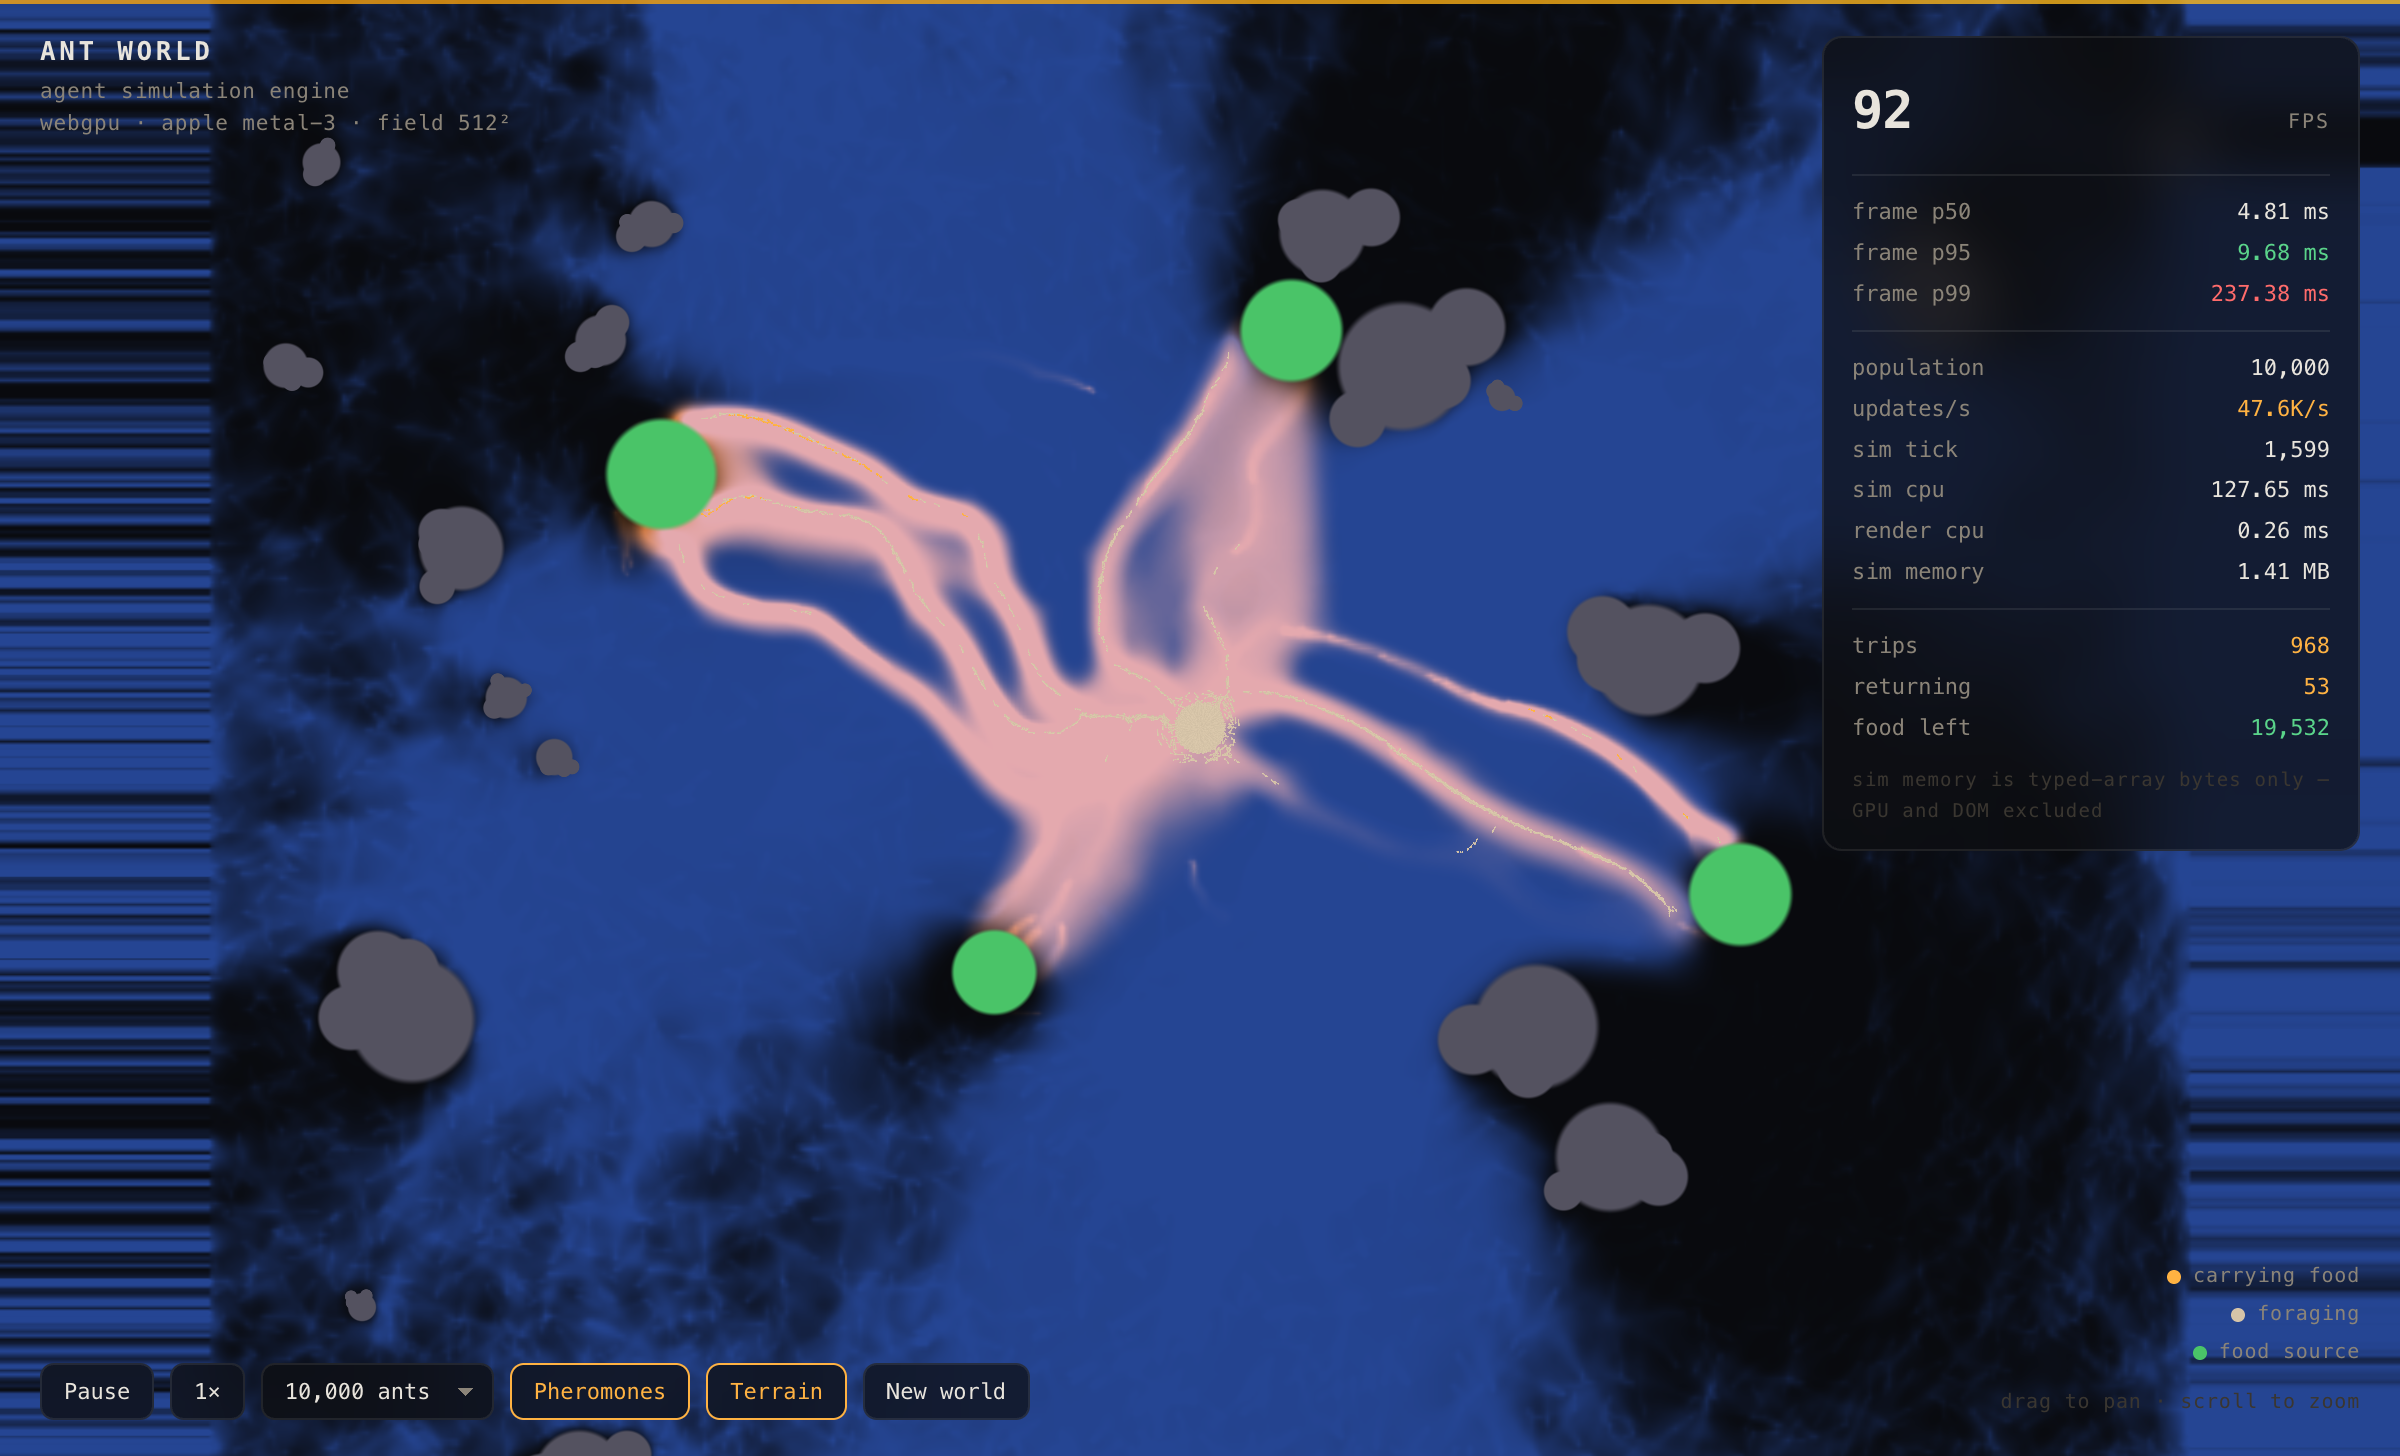 ANT WORLD
agent simulation engine
webgpu · apple metal-3 · field 512²
92 FPS
frame p50 4.81 ms
frame p95 9.68 ms
frame p99 237.38 ms
population 10,000
updates/s 47.6K/s
sim tick 1,599
sim cpu 127.65 ms
render cpu 0.26 ms
sim memory 1.41 MB
trips 968
returning 53
food left 19,532
sim memory is typed-array bytes only —
GPU and DOM excluded
carrying food
foraging
food source
Pause 1× 10,000 ants Pheromones Terrain New world
drag to pan · scroll to zoom